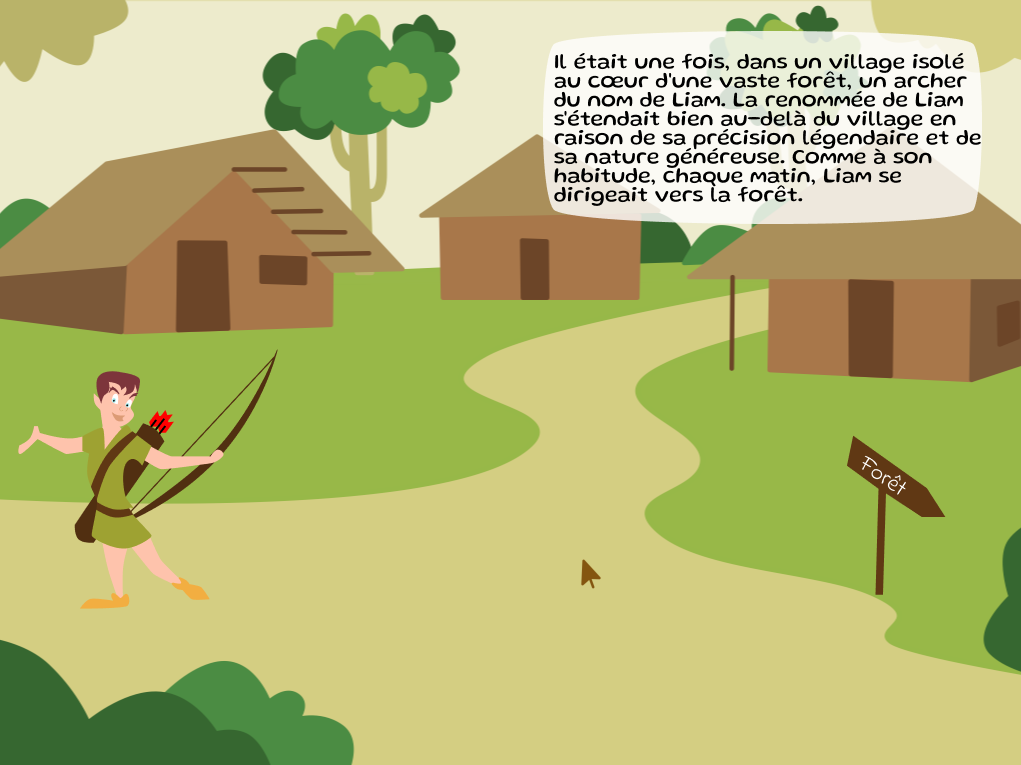 Il était une fois, dans un village isolé
au cœur d'une vaste forêt, un archer
du nom de Liam. La renommée de Liam
s'étendait bien au-delà du village en
raison de sa précision légendaire et de
sa nature généreuse. Comme à son
habitude, chaque matin, Liam se
dirigeait vers la forêt.
Forêt